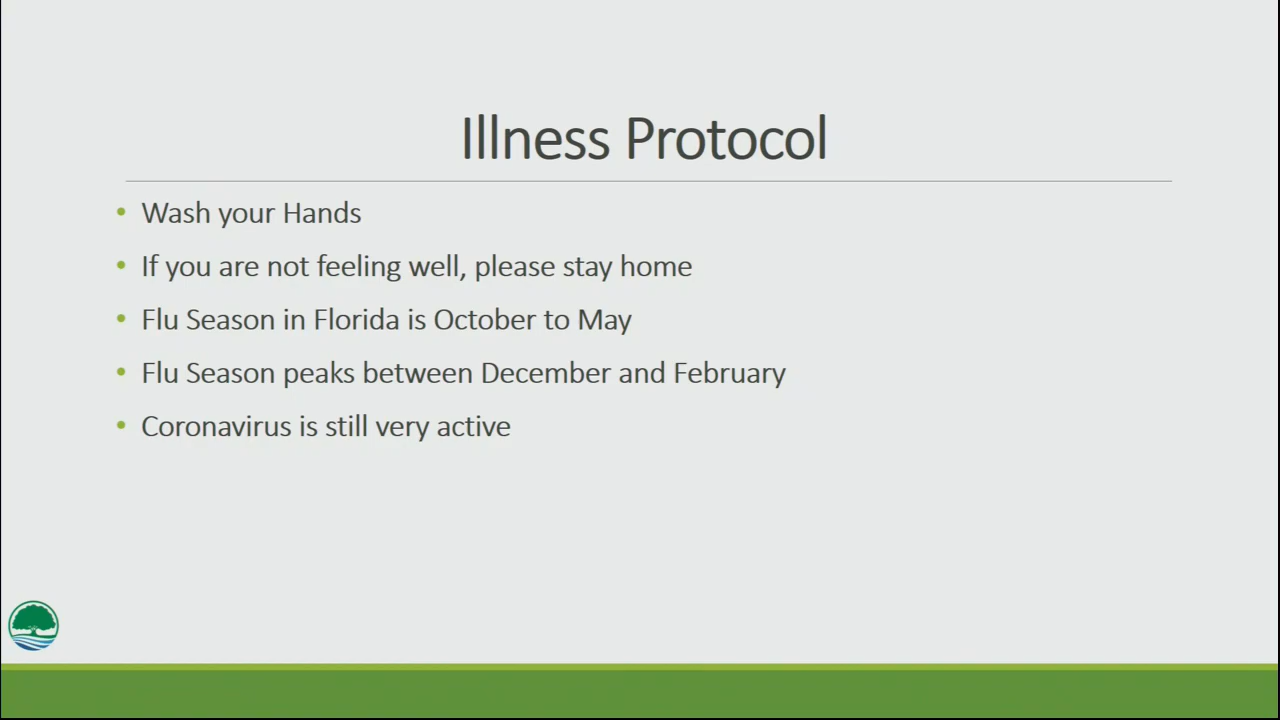 Illness Protocol
• Wash your Hands
• If you are not feeling well, please stay home
• Flu Season in Florida is October to May
• Flu Season peaks between December and February
• Coronavirus is still very active